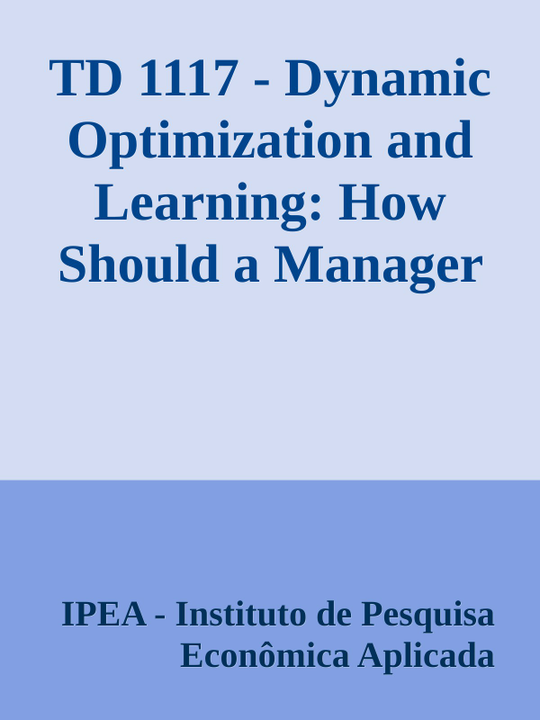 TD 1117 - Dynamic
Optimization and
Learning: How
Should a Manager
IPEA - Instituto de Pesquisa
Econômica Aplicada